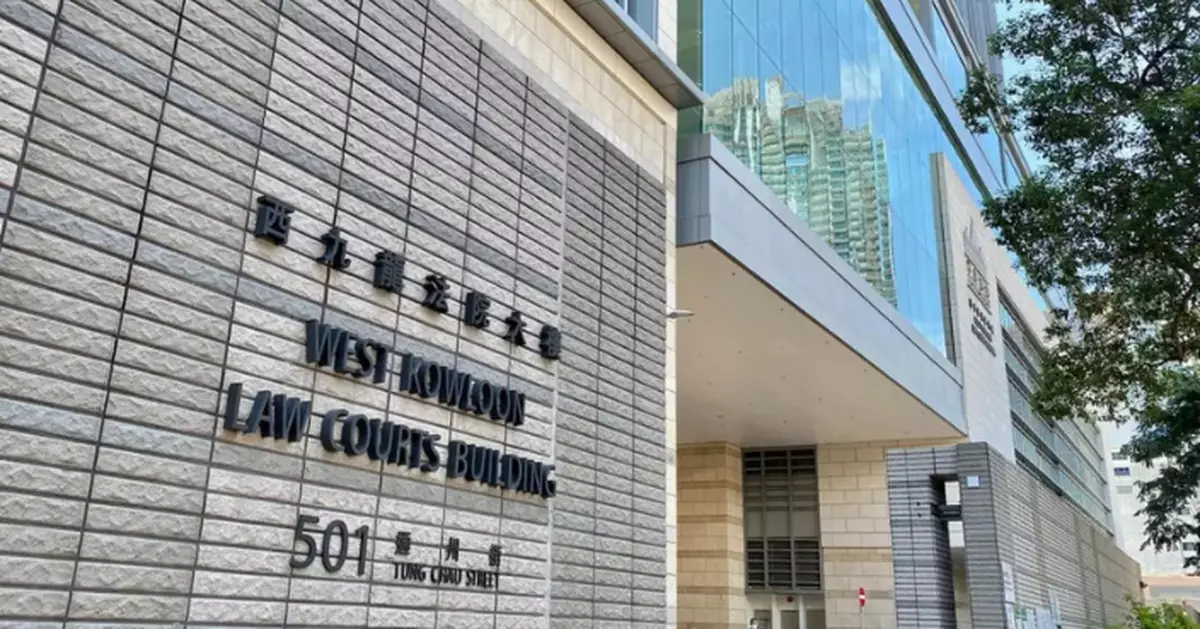 西九龍法院大樓
WEST KOWLOON
LAW COURTS BUILDING
501
通州街
TUNG CHAU STREET